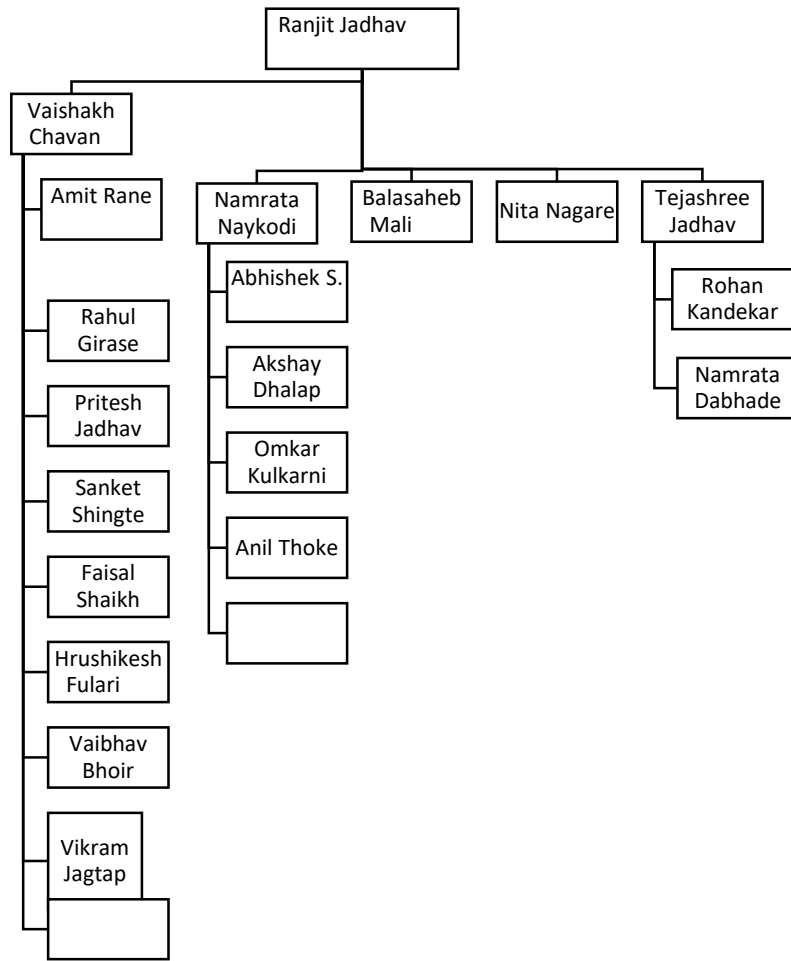 Ranjit Jadhav
Vaishakh
Chavan
Amit Rane
Rahul
Girase
Pritesh
Jadhav
Sanket
Shingte
Faisal
Shaikh
Hrushikesh
Fulari
Vaibhav
Bhoir
Vikram
Jagtap
Namrata
Naykodi
Abhishek S.
Akshay
Dhalap
Omkar
Kulkarni
Anil Thoke
Balasaheb
Mali
Nita Nagare
Tejashree
Jadhav
Rohan
Kandekar
Namrata
Dabhade